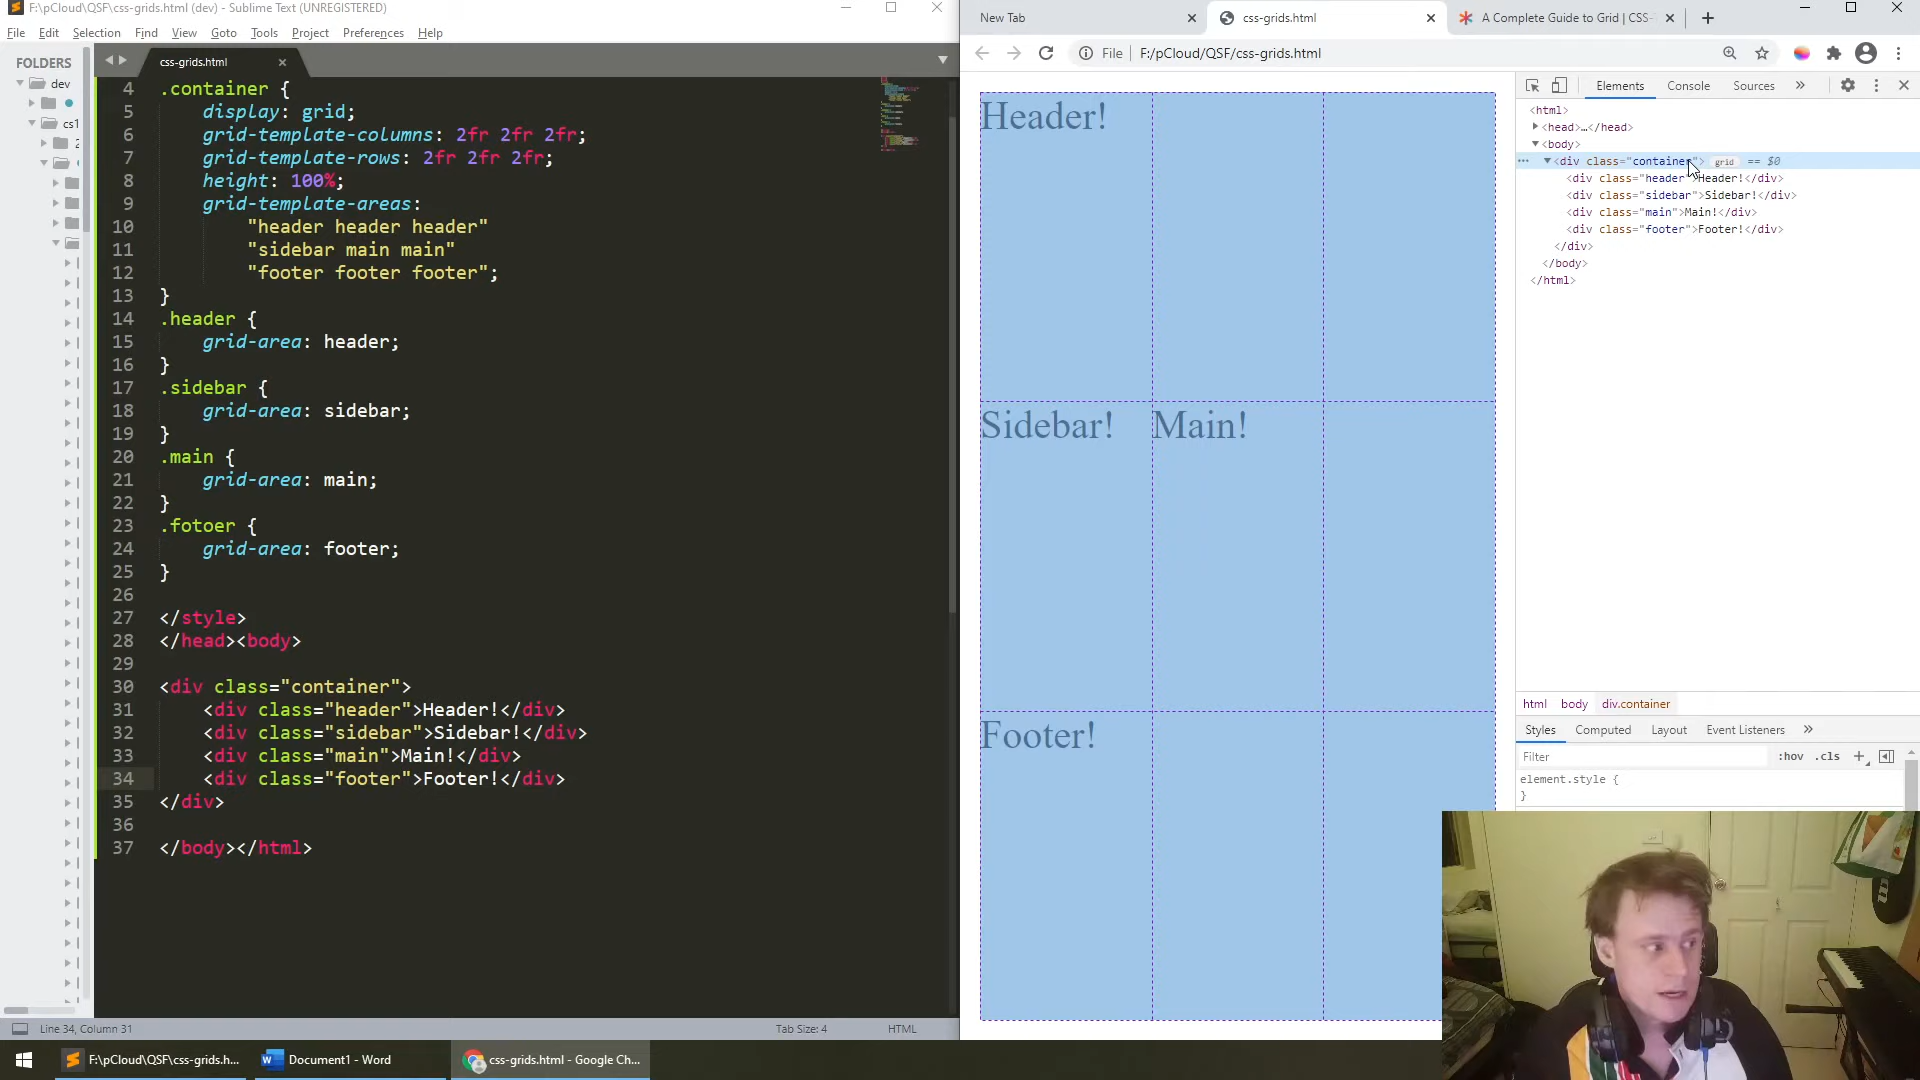 F:\pCloud\QSF\css-grids.html (dev) - Sublime Text (UNREGISTERED)
File Edit Selection Find View Goto Tools Project Preferences Help
FOLDERS
dev
cs1
2
css-grids.html
4 .container {
5 display: grid;
6 grid-template-columns: 2fr 2fr 2fr;
7 grid-template-rows: 2fr 2fr 2fr;
8 height: 100%;
9 grid-template-areas:
10 "header header header"
11 "sidebar main main"
12 "footer footer footer";
13 }
14 .header {
15 grid-area: header;
16 }
17 .sidebar {
18 grid-area: sidebar;
19 }
20 .main {
21 grid-area: main;
22 }
23 .fotoer {
24 grid-area: footer;
25 }
26
27 </style>
28 </head><body>
29
30 <div class="container">
31 <div class="header">Header!</div>
32 <div class="sidebar">Sidebar!</div>
33 <div class="main">Main!</div>
34 <div class="footer">Footer!</div>
35 </div>
36
37 </body></html>
Line 34, Column 31
Tab Size: 4
HTML
New Tab
css-grids.html
A Complete Guide to Grid | CSS-
File | F:/pCloud/QSF/css-grids.html
Header!
Sidebar!
Main!
Footer!
Elements Console Sources
<html>
<head>…</head>
<body>
<div class="container"> grid == $0
<div class="header">Header!</div>
<div class="sidebar">Sidebar!</div>
<div class="main">Main!</div>
<div class="footer">Footer!</div>
</div>
</body>
</html>
html body div.container
Styles Computed Layout Event Listeners
Filter
:hov .cls
element.style {
}
F:\pCloud\QSF\css-grids.h...
Document1 - Word
css-grids.html - Google Ch...